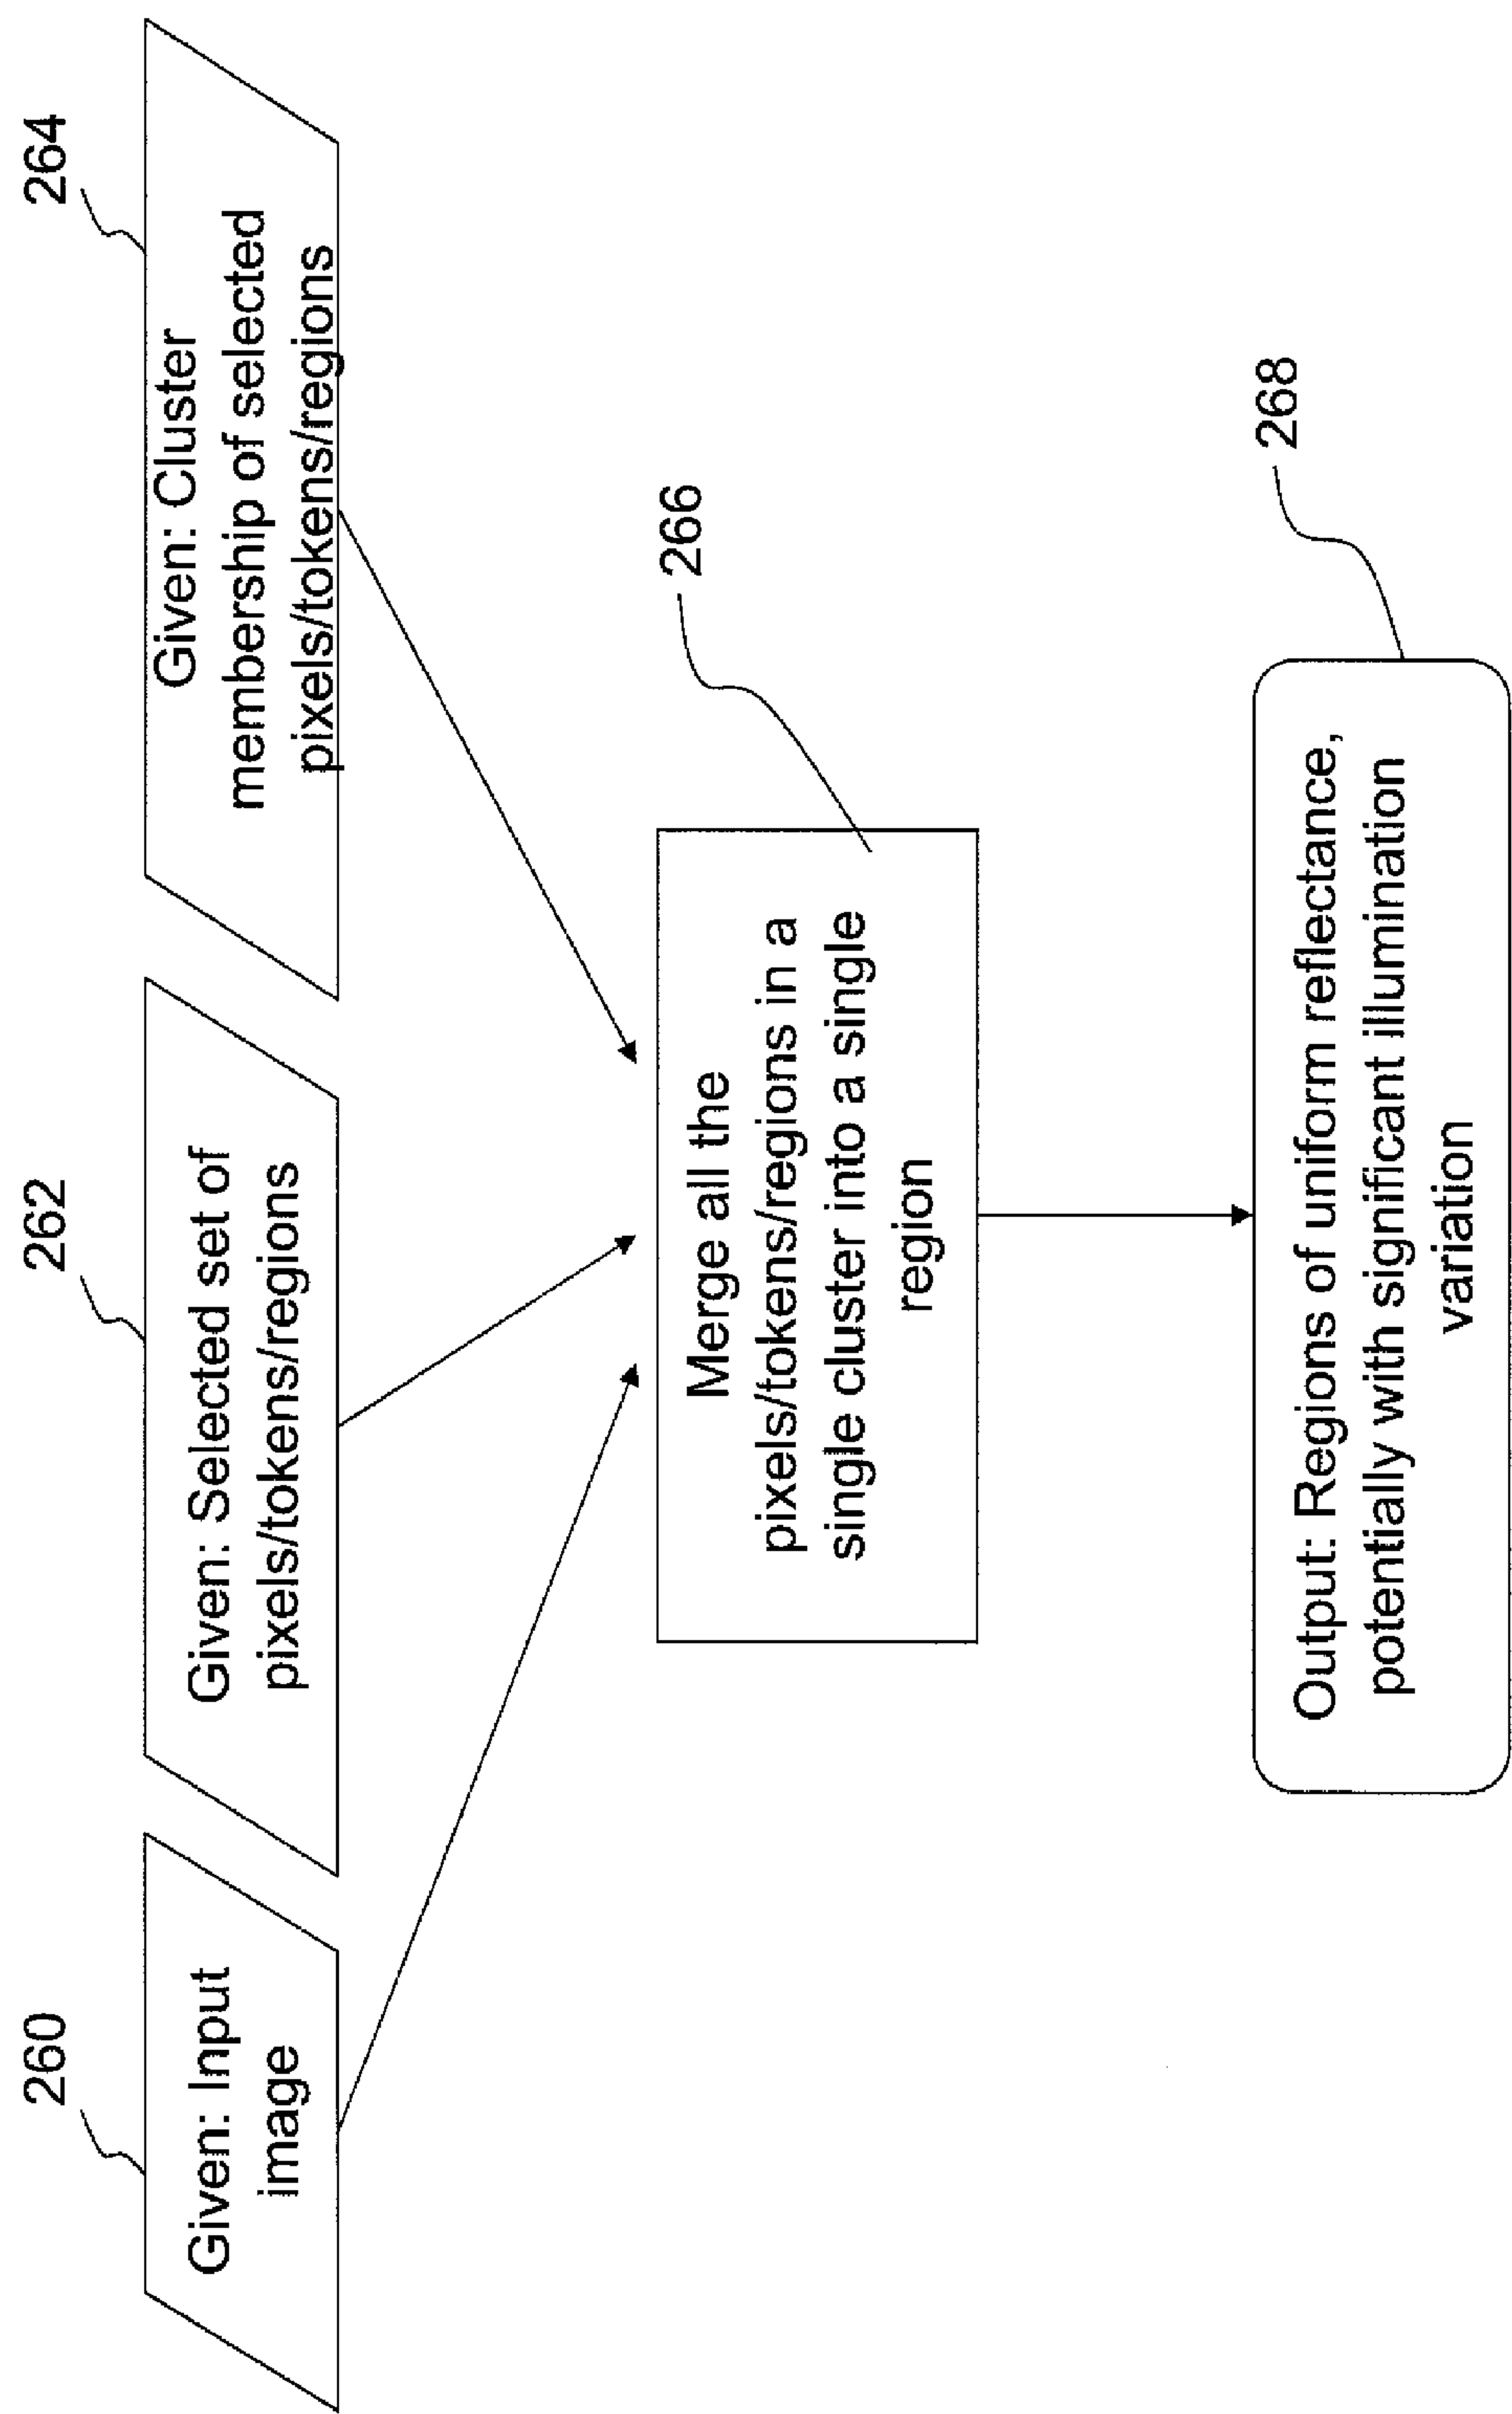 260
Given: Input
image
262
Given: Selected set of
pixels/tokens/regions
264
Given: Cluster
membership of selected
pixels/tokens/regions
266
Merge all the
pixels/tokens/regions in a
single cluster into a single
region
268
Output: Regions of uniform reflectance,
potentially with significant illumination
variation